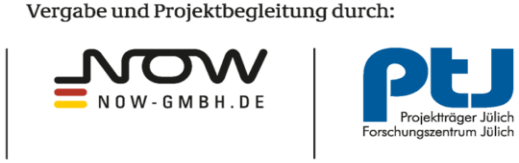 Vergabe und Projektbegleitung durch:
NOW
NOW-GMBH.DE
ptJ
Projektträger Jülich
Forschungszentrum Jülich